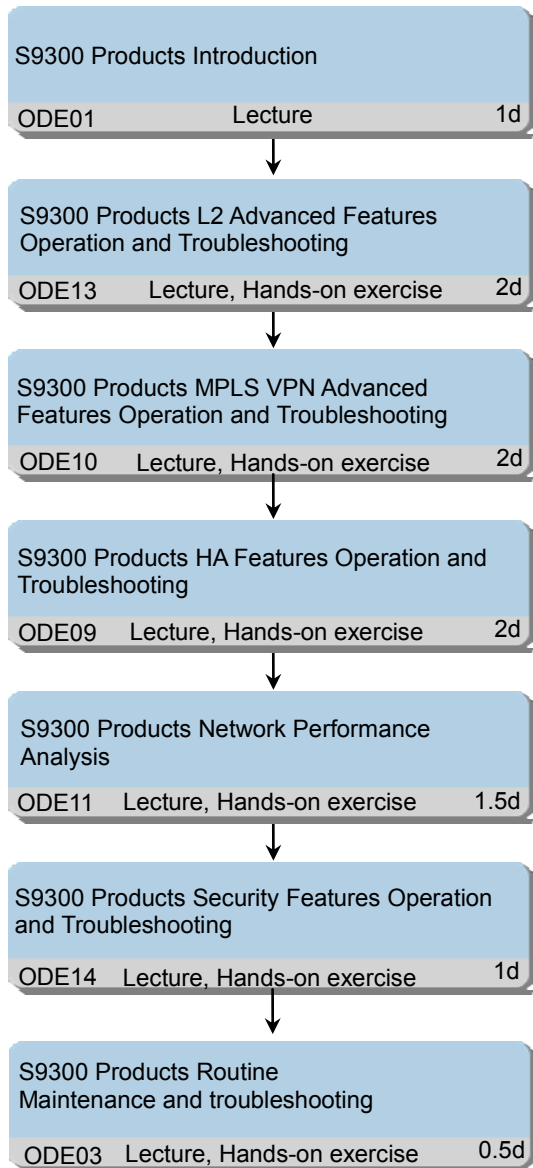 S9300 Products Introduction
ODE01 Lecture 1d
S9300 Products L2 Advanced Features
Operation and Troubleshooting
ODE13 Lecture, Hands-on exercise 2d
S9300 Products MPLS VPN Advanced
Features Operation and Troubleshooting
ODE10 Lecture, Hands-on exercise 2d
S9300 Products HA Features Operation and
Troubleshooting
ODE09 Lecture, Hands-on exercise 2d
S9300 Products Network Performance
Analysis
ODE11 Lecture, Hands-on exercise 1.5d
S9300 Products Security Features Operation
and Troubleshooting
ODE14 Lecture, Hands-on exercise 1d
S9300 Products Routine
Maintenance and troubleshooting
ODE03 Lecture, Hands-on exercise 0.5d